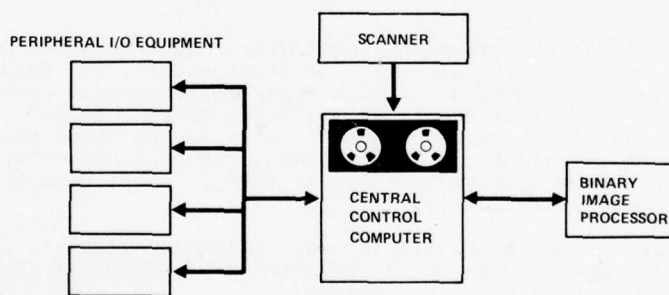 PERIPHERAL I/O EQUIPMENT
SCANNER
CENTRAL
CONTROL
COMPUTER
BINARY
IMAGE
PROCESSOR